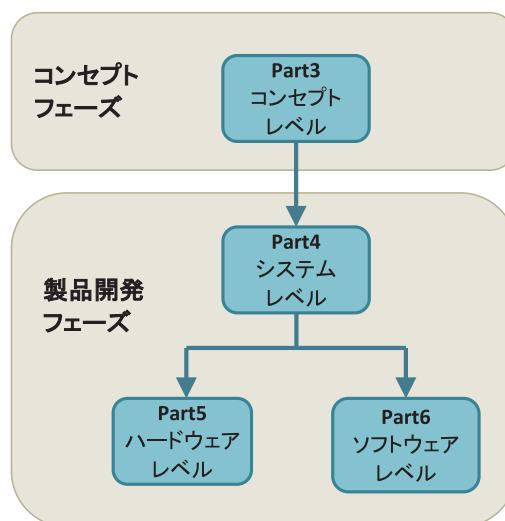 コンセプト
フェーズ
Part3
コンセプト
レベル
製品開発
フェーズ
Part4
システム
レベル
Part5
ハードウェア
レベル
Part6
ソフトウェア
レベル